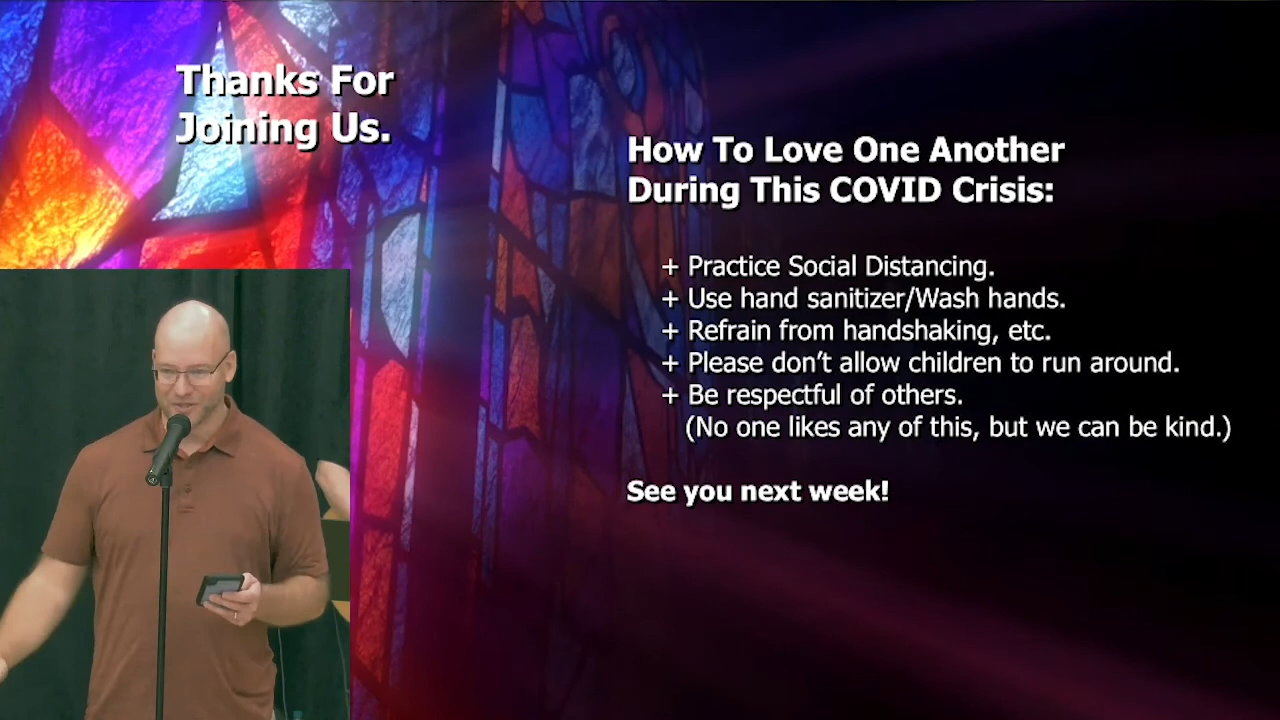 Thanks For
Joining Us.
How To Love One Another
During This COVID Crisis:
+ Practice Social Distancing.
+ Use hand sanitizer/Wash hands.
+ Refrain from handshaking, etc.
+ Please don’t allow children to run around.
+ Be respectful of others.
(No one likes any of this, but we can be kind.)
See you next week!